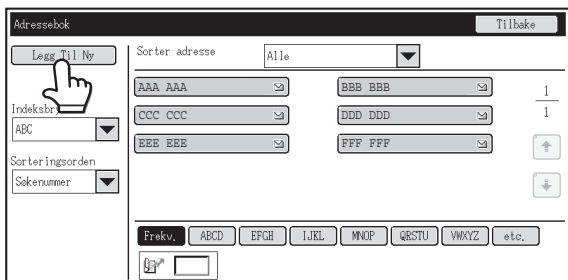 Adressebok
Tilbake
Legg Til Ny
Sorter adresse
Alle
AAA AAA
BBB BBB
1
CCC CCC
DDD DDD
1
EEE EEE
FFF FFF
ABC
Sorteringsorden
Søkenummer
Frekv.
ABCD
EFGH
IJKL
MNOP
QRSTU
VWXYZ
etc.